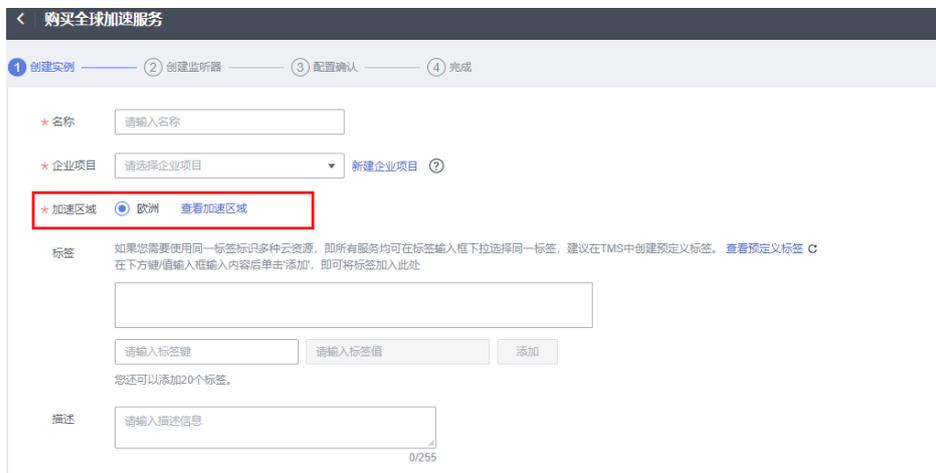 购买全球加速服务
1 创建实例 2 创建监听器 3 配置确认 4 完成
* 名称 请输入名称
* 企业项目 请选择企业项目 新建企业项目 ?
* 加速区域 欧洲 查看加速区域
标签 如果您需要使用同一标签标识多种云资源，即所有服务均可在标签输入框下拉选择同一标签，建议在TMS中创建预定义标签。 查看预定义标签
在下方键/值输入框输入内容后单击'添加'，即可将标签加入此处
请输入标签键 请输入标签值 添加
您还可以添加20个标签。
描述 请输入描述信息
0/255